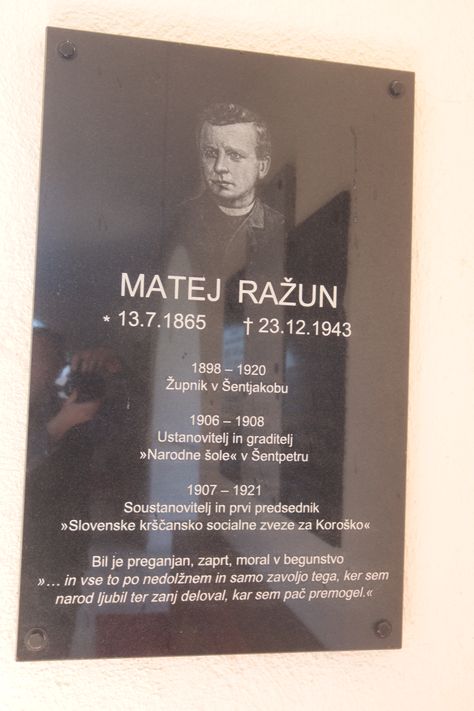 MATEJ RAŽUN
* 13.7.1865 † 23.12.1943
1898 – 1920
Župnik v Šentjakobu
1906 – 1908
Ustanovitelj in graditelj
»Narodne šole« v Šentpetru
1907 – 1921
Soustanovitelj in prvi predsednik
»Slovenske krščansko socialne zveze za Koroško«
Bil je preganjan, zaprt, moral v begunstvo
»... in vse to po nedolžnem in samo zavoljo tega, ker sem
narod ljubil ter zanj deloval, kar sem pač premogel.«